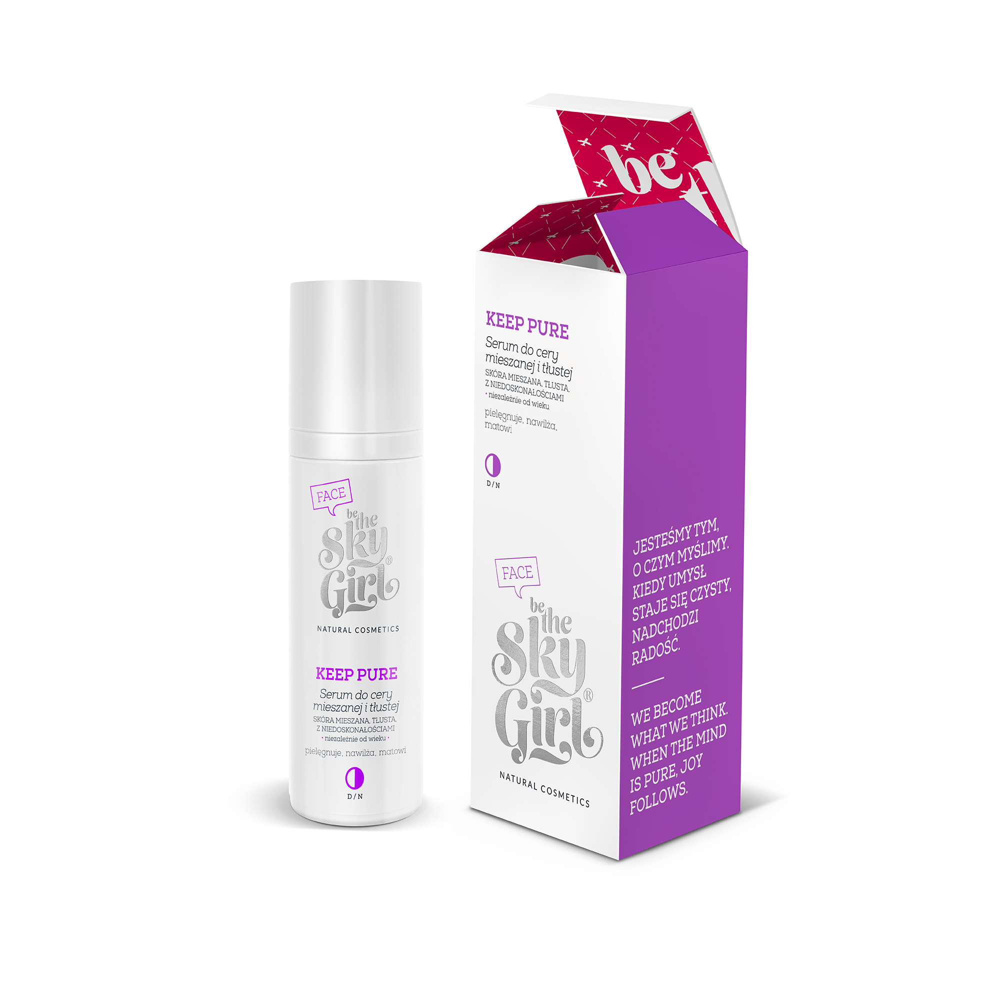 FACE
be the
Sky
Girl®
NATURAL COSMETICS
KEEP PURE
Serum do cery
mieszanej i tłustej
SKÓRA MIESZANA, TŁUSTA,
Z NIEDOSKONAŁOŚCIAMI
• niezależnie od wieku •
pielęgnuje, nawilża, matowi
D/N
be
KEEP PURE
Serum do cery
mieszanej i tłustej
SKÓRA MIESZANA, TŁUSTA,
Z NIEDOSKONAŁOŚCIAMI
• niezależnie od wieku
pielęgnuje, nawilża,
matowi
D/N
FACE
be the
Sky
Girl®
NATURAL COSMETICS
JESTEŚMY TYM,
O CZYM MYŚLIMY.
KIEDY UMYSŁ
STAJE SIĘ CZYSTY,
NADCHODZI
RADOŚĆ.
WE BECOME
WHAT WE THINK.
WHEN THE MIND
IS PURE, JOY
FOLLOWS.